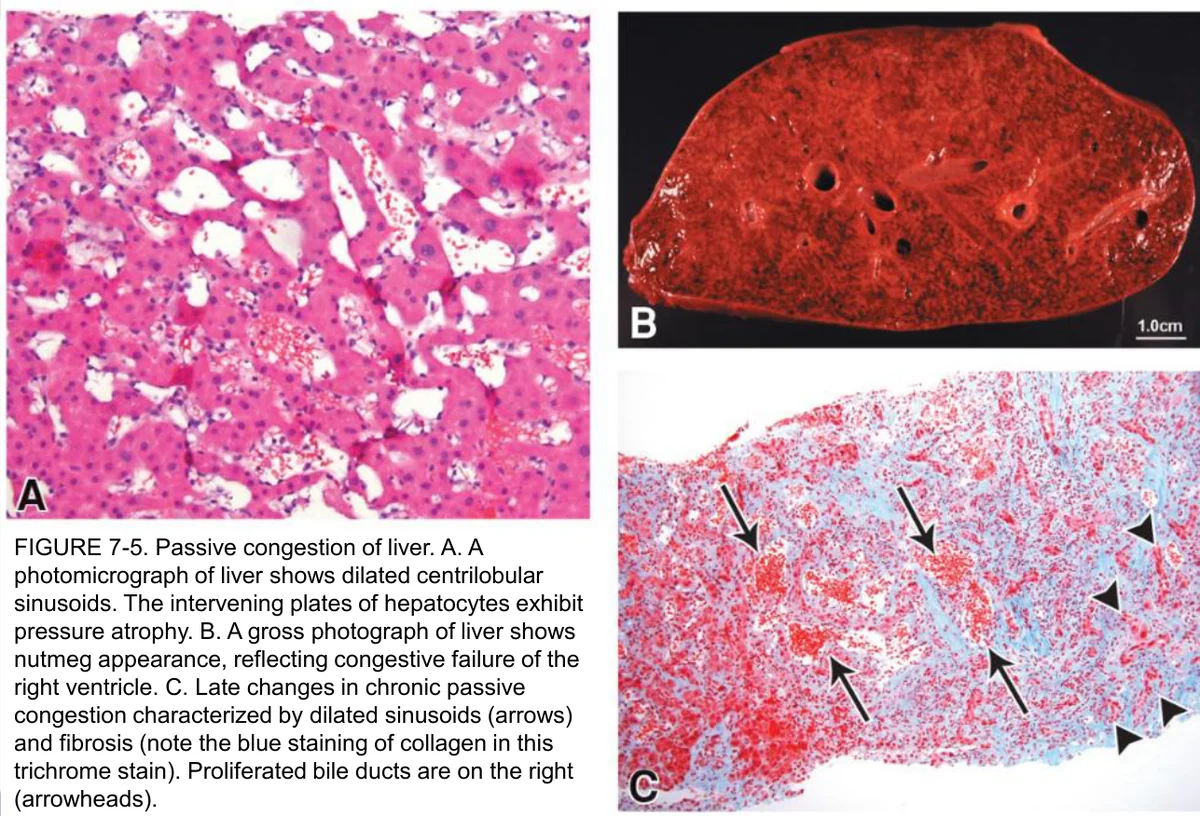 A
B
1.0cm
C
FIGURE 7-5. Passive congestion of liver. A. A
photomicrograph of liver shows dilated centrilobular
sinusoids. The intervening plates of hepatocytes exhibit
pressure atrophy. B. A gross photograph of liver shows
nutmeg appearance, reflecting congestive failure of the
right ventricle. C. Late changes in chronic passive
congestion characterized by dilated sinusoids (arrows)
and fibrosis (note the blue staining of collagen in this
trichrome stain). Proliferated bile ducts are on the right
(arrowheads).